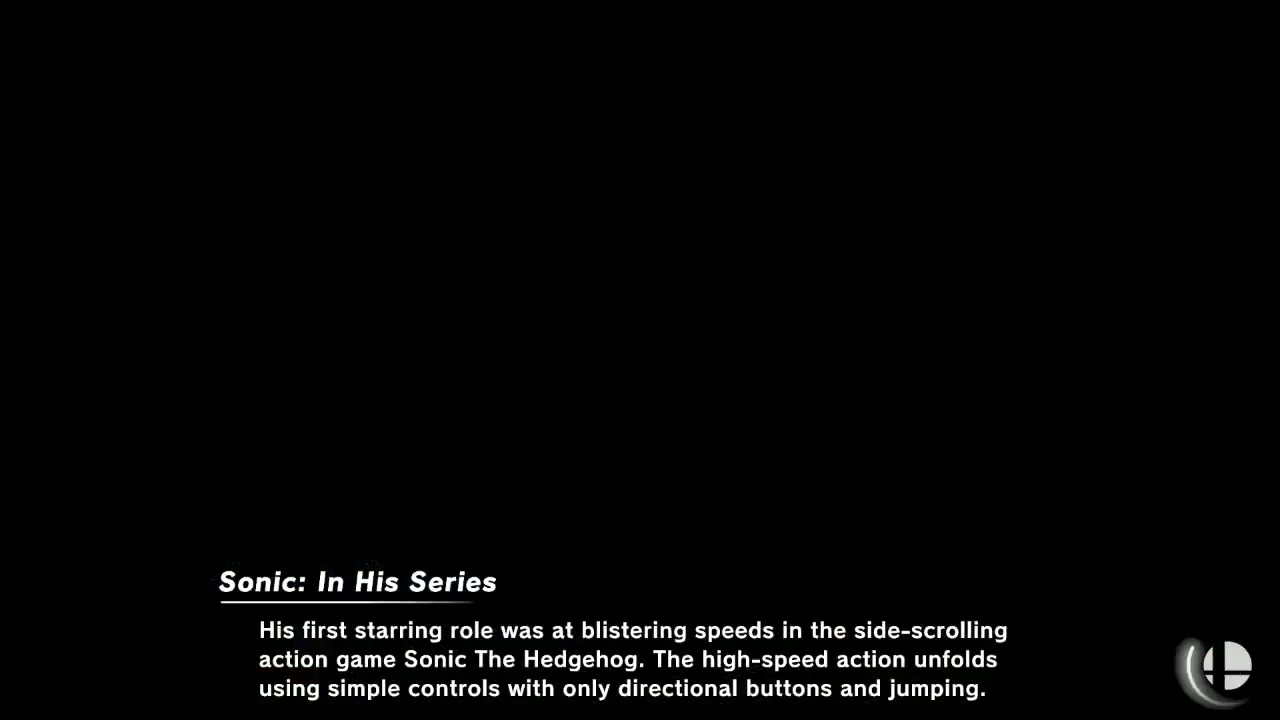 Sonic: In His Series
His first starring role was at blistering speeds in the side-scrolling
action game Sonic The Hedgehog. The high-speed action unfolds
using simple controls with only directional buttons and jumping.